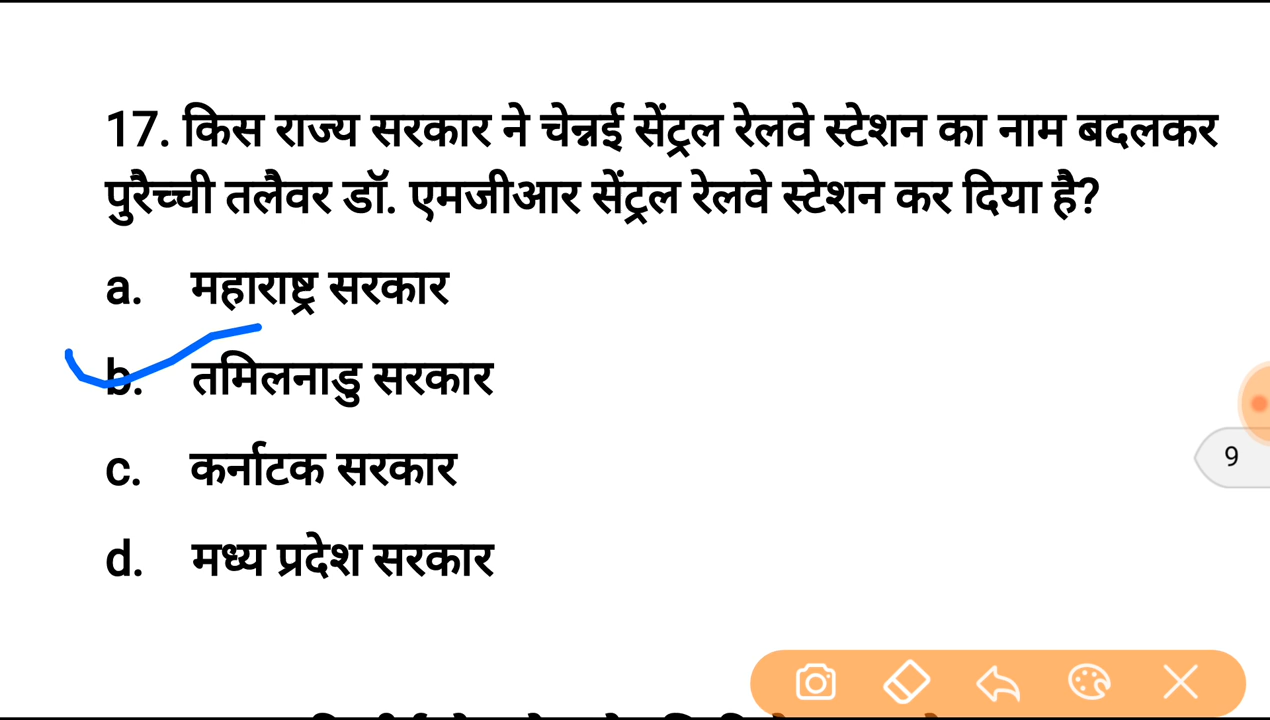 17. किस राज्य सरकार ने चेन्नई सेंट्रल रेलवे स्टेशन का नाम बदलकर
पुरैच्ची तलैवर डॉ. एमजीआर सेंट्रल रेलवे स्टेशन कर दिया है?
a. महाराष्ट्र सरकार
b. तमिलनाडु सरकार
c. कर्नाटक सरकार
9
d. मध्य प्रदेश सरकार